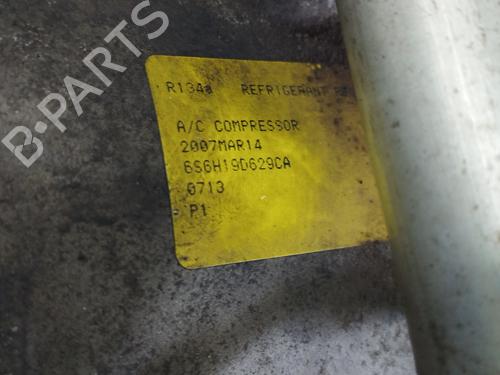 B-PARTS
R134a REFRIGERANT
A/C COMPRESSOR
2007MAR14
6S6H19D629CA
0713
P1